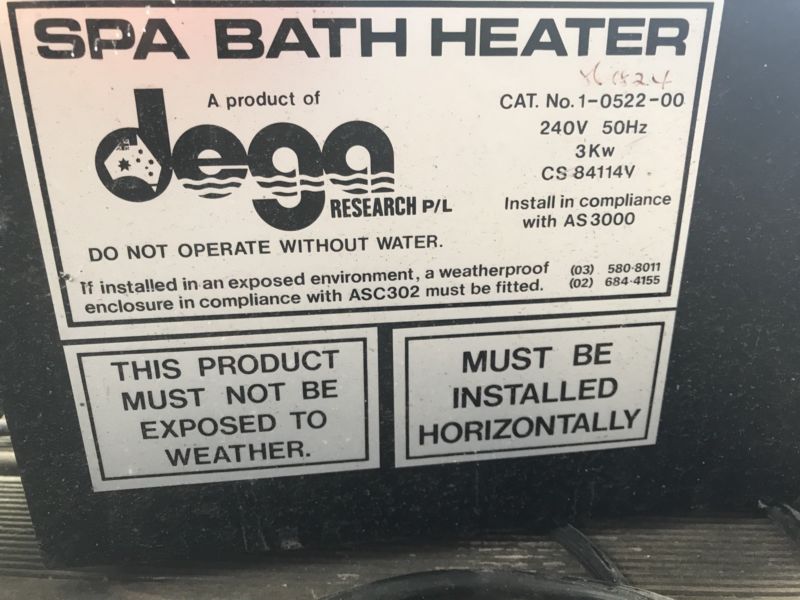 SPA BATH HEATER
A product of
dega
RESEARCH P/L
CAT. No. 1-0522-00
240V 50Hz
3Kw
CS 84114V
Install in compliance
with AS3000
DO NOT OPERATE WITHOUT WATER.
If installed in an exposed environment, a weatherproof
enclosure in compliance with ASC302 must be fitted.
(03) 580-8011
(02) 684-4155
THIS PRODUCT
MUST NOT BE
EXPOSED TO
WEATHER.
MUST BE
INSTALLED
HORIZONTALLY